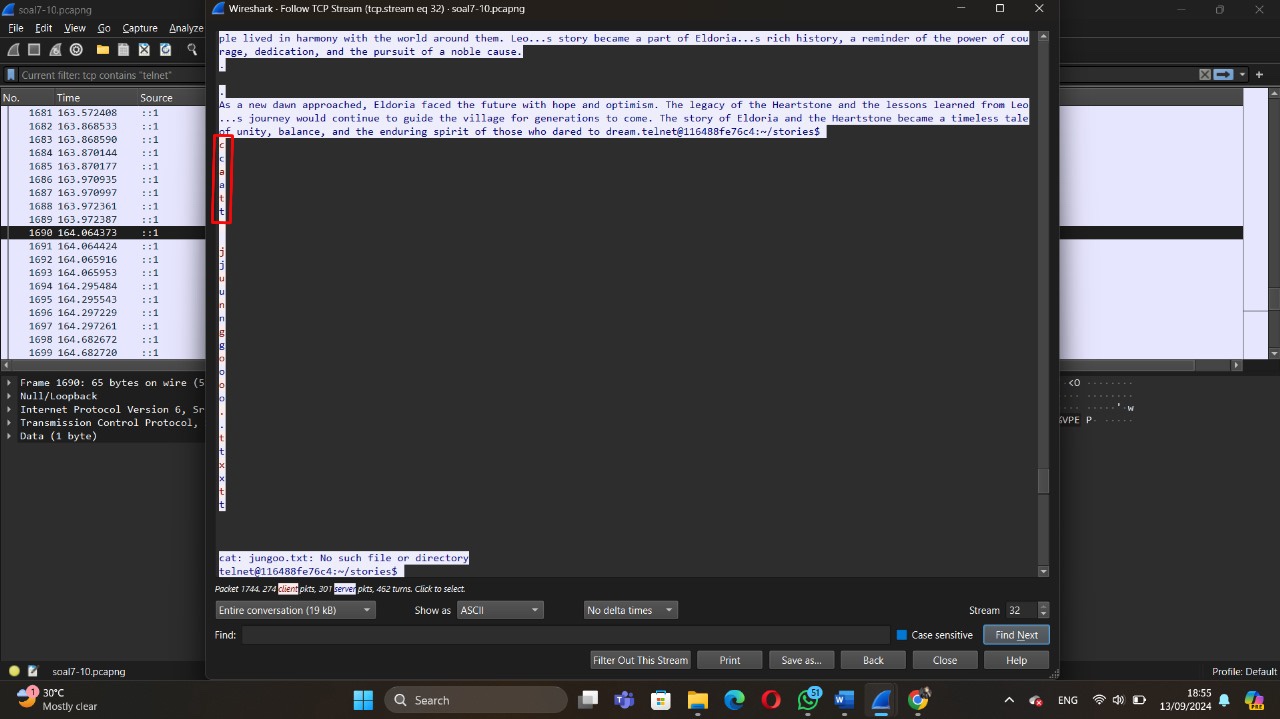 soal7-10.pcapng
Wireshark · Follow TCP Stream (tcp.stream eq 32) · soal7-10.pcapng
File Edit View Go Capture Analyze
Current filter: tcp contains "telnet"
No. Time Source
1681 163.572408 ::1
1682 163.868533 ::1
1683 163.868590 ::1
1684 163.870144 ::1
1685 163.870177 ::1
1686 163.970935 ::1
1687 163.970997 ::1
1688 163.972361 ::1
1689 163.972387 ::1
1690 164.064373 ::1
1691 164.064424 ::1
1692 164.065916 ::1
1693 164.065953 ::1
1694 164.295484 ::1
1695 164.295543 ::1
1696 164.297229 ::1
1697 164.297261 ::1
1698 164.682672 ::1
1699 164.682720 ::1
Frame 1690: 65 bytes on wire (5
Null/Loopback
Internet Protocol Version 6, Sr
Transmission Control Protocol,
Data (1 byte)
ple lived in harmony with the world around them. Leo...s story became a part of Eldoria...s rich history, a reminder of the power of cou
rage, dedication, and the pursuit of a noble cause.
.
.
As a new dawn approached, Eldoria faced the future with hope and optimism. The legacy of the Heartstone and the lessons learned from Leo
...s journey would continue to guide the village for generations to come. The story of Eldoria and the Heartstone became a timeless tale
of unity, balance, and the enduring spirit of those who dared to dream.telnet@116488fe76c4:~/stories$
c
c
a
a
t
t
j
j
u
u
n
n
g
g
o
o
o
o
.
.
t
t
x
x
t
t
cat: jungoo.txt: No such file or directory
telnet@116488fe76c4:~/stories$
<O ········
········ 
·····'·w
%VPE P· ·····
Packet 1744. 274 client pkts, 301 server pkts, 462 turns. Click to select.
Entire conversation (19 kB) Show as ASCII No delta times Stream 32
Find: Case sensitive Find Next
Filter Out This Stream Print Save as... Back Close Help
soal7-10.pcapng Profile: Default
1 30°C
Mostly clear
Search
51
ENG
18:55
13/09/2024
PRE